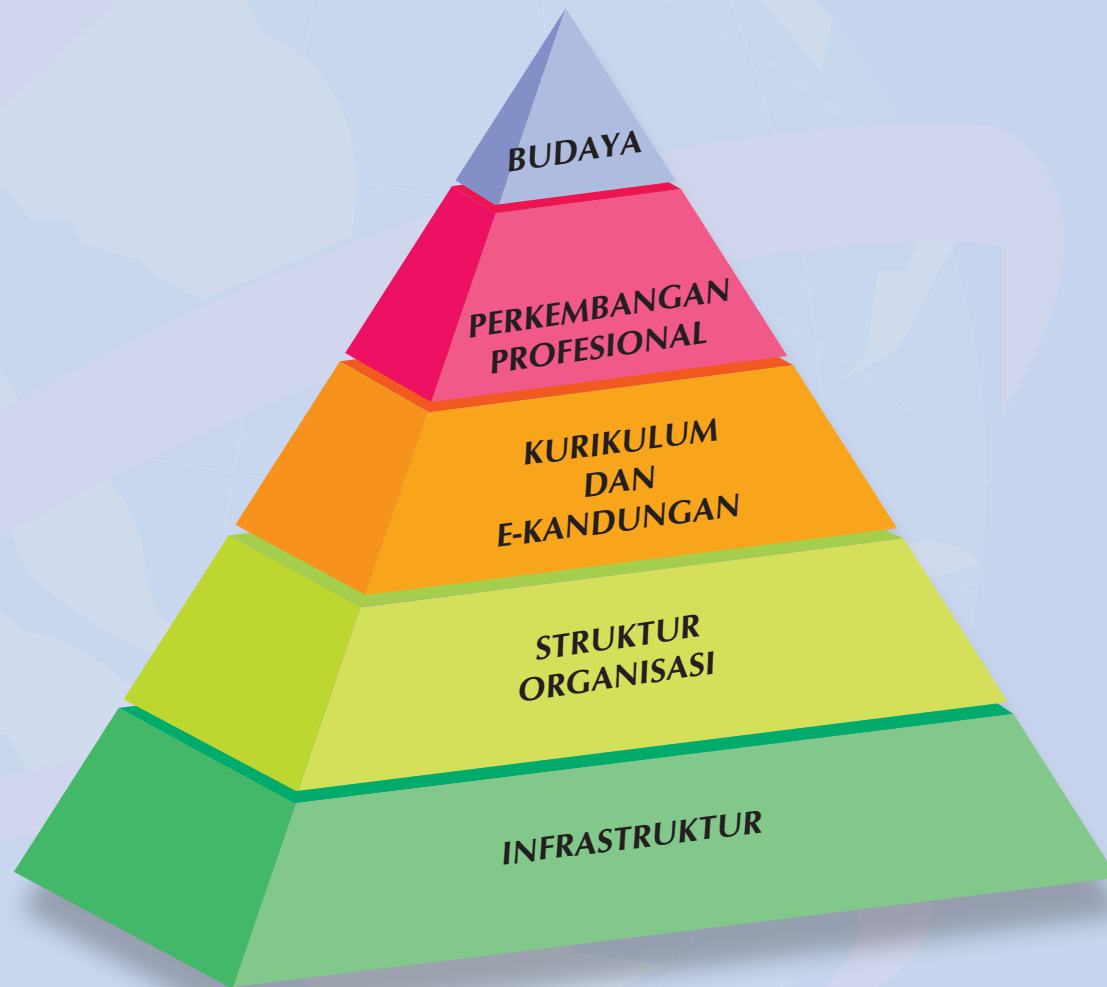 BUDAYA
PERKEMBANGAN
PROFESIONAL
KURIKULUM
DAN
E-KANDUNGAN
STRUKTUR
ORGANISASI
INFRASTRUKTUR